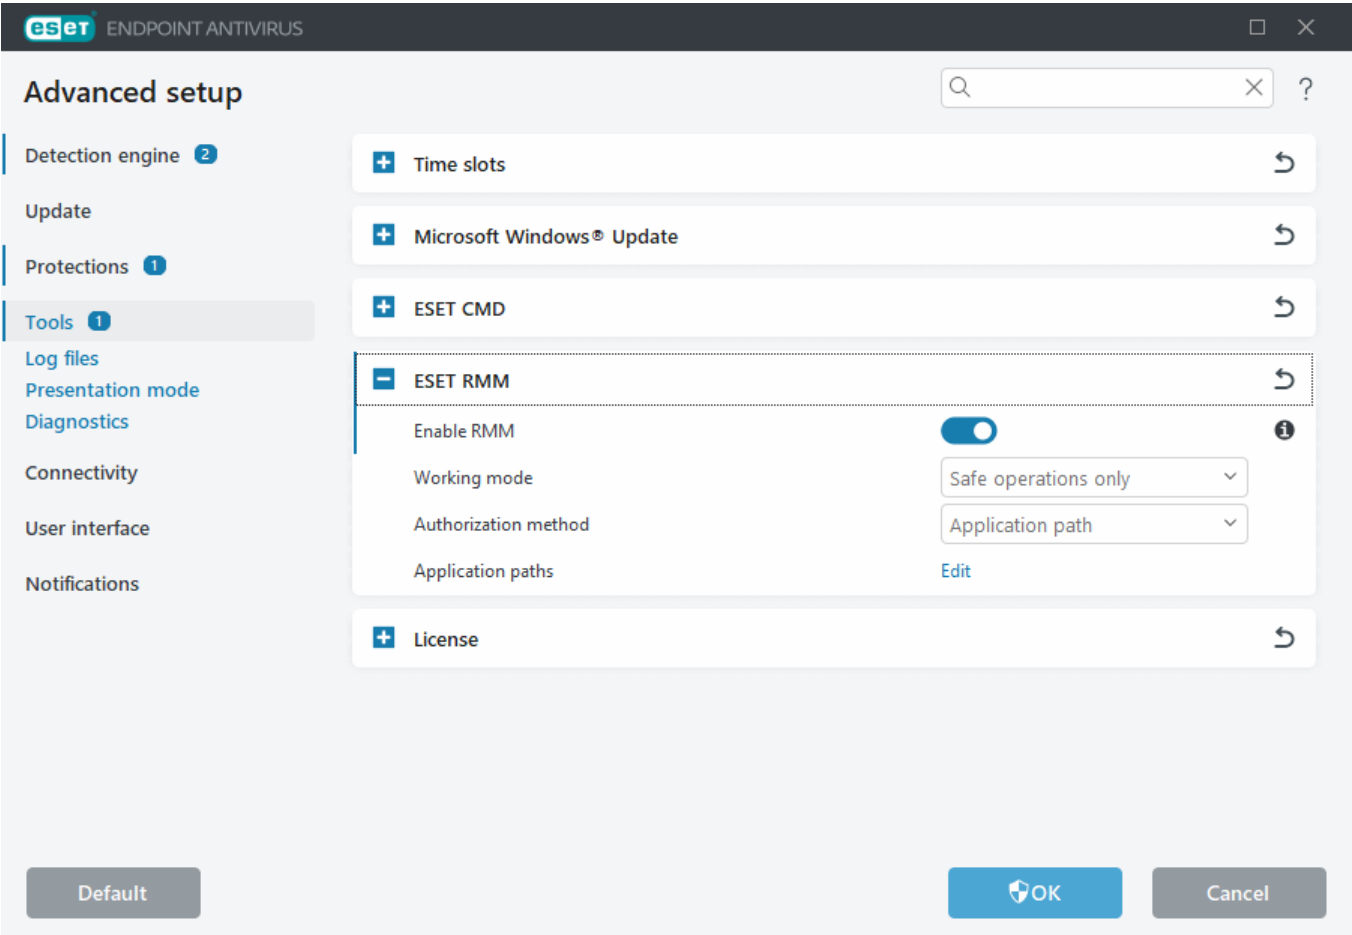 eset ENDPOINT ANTIVIRUS
Advanced setup
?
Detection engine 2
Update
Protections 1
Tools 1
Log files
Presentation mode
Diagnostics
Connectivity
User interface
Notifications
Time slots
Microsoft Windows® Update
ESET CMD
ESET RMM
Enable RMM
Working mode Safe operations only
Authorization method Application path
Application paths Edit
License
Default OK Cancel